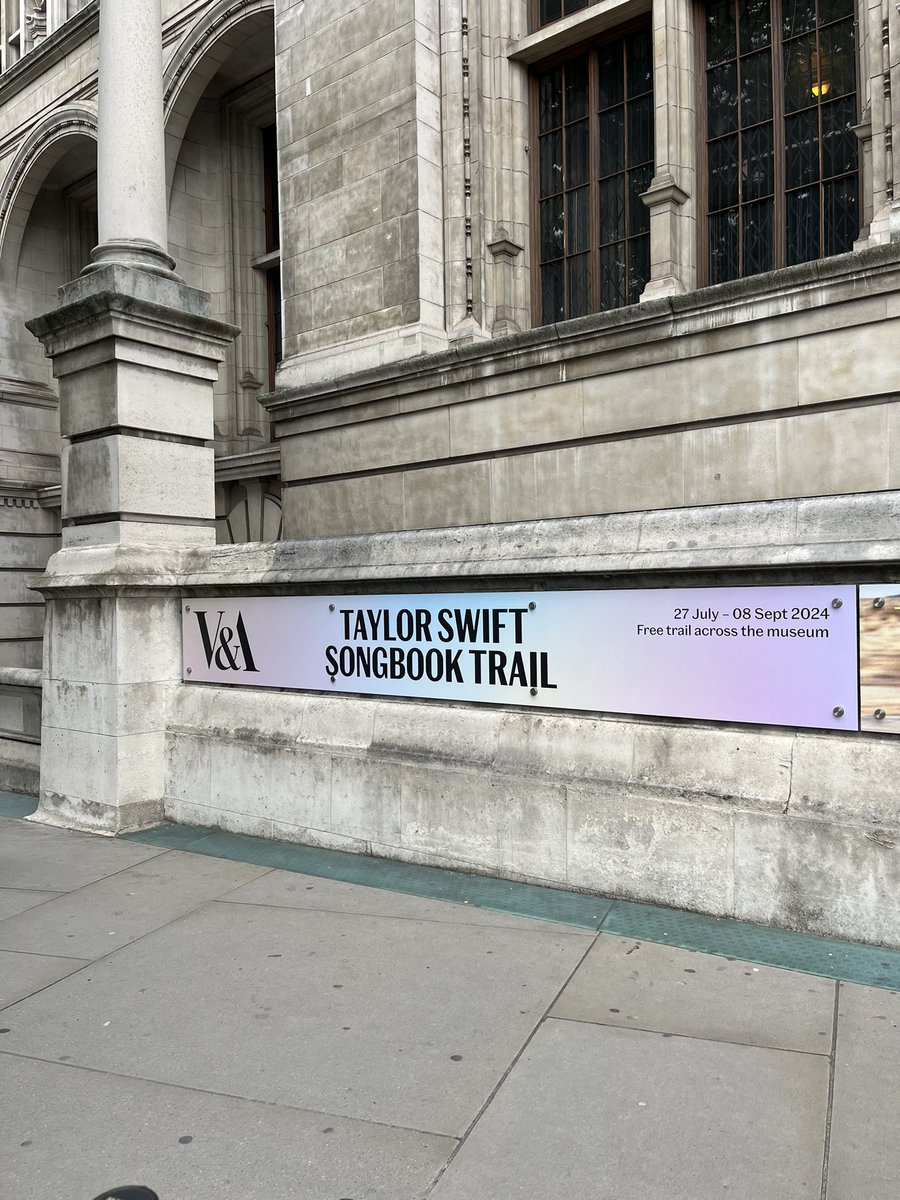 V&A
TAYLOR SWIFT
SONGBOOK TRAIL
27 July – 08 Sept 2024
Free trail across the museum